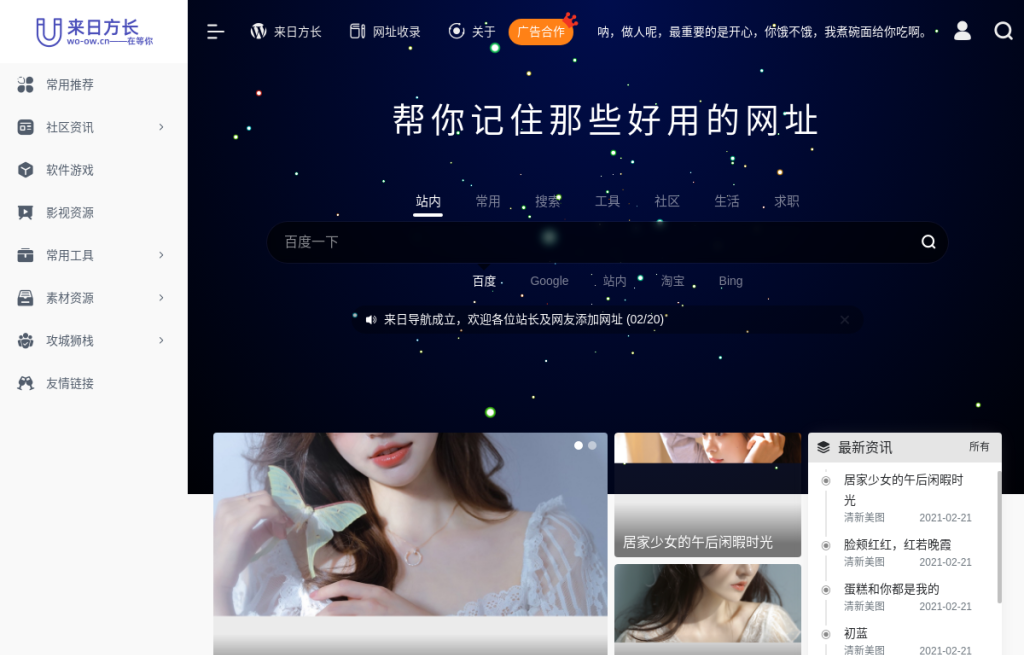 来日方长
wo-ow.cn——在等你
来日方长
网址收录
关于
广告合作
呐，做人呢，最重要的是开心，你饿不饿，我煮碗面给你吃啊。
常用推荐
社区资讯
软件游戏
影视资源
常用工具
素材资源
攻城狮栈
友情链接
帮你记住那些好用的网址
站内 常用 搜索 工具 社区 生活 求职
百度一下
百度 Google 站内 淘宝 Bing
来日导航成立，欢迎各位站长及网友添加网址 (02/20)
居家少女的午后闲暇时光
最新资讯 所有
居家少女的午后闲暇时
光
清新美图 2021-02-21
脸颊红红，红若晚霞
清新美图 2021-02-21
蛋糕和你都是我的
清新美图 2021-02-21
初蓝
清新美图 2021-02-21